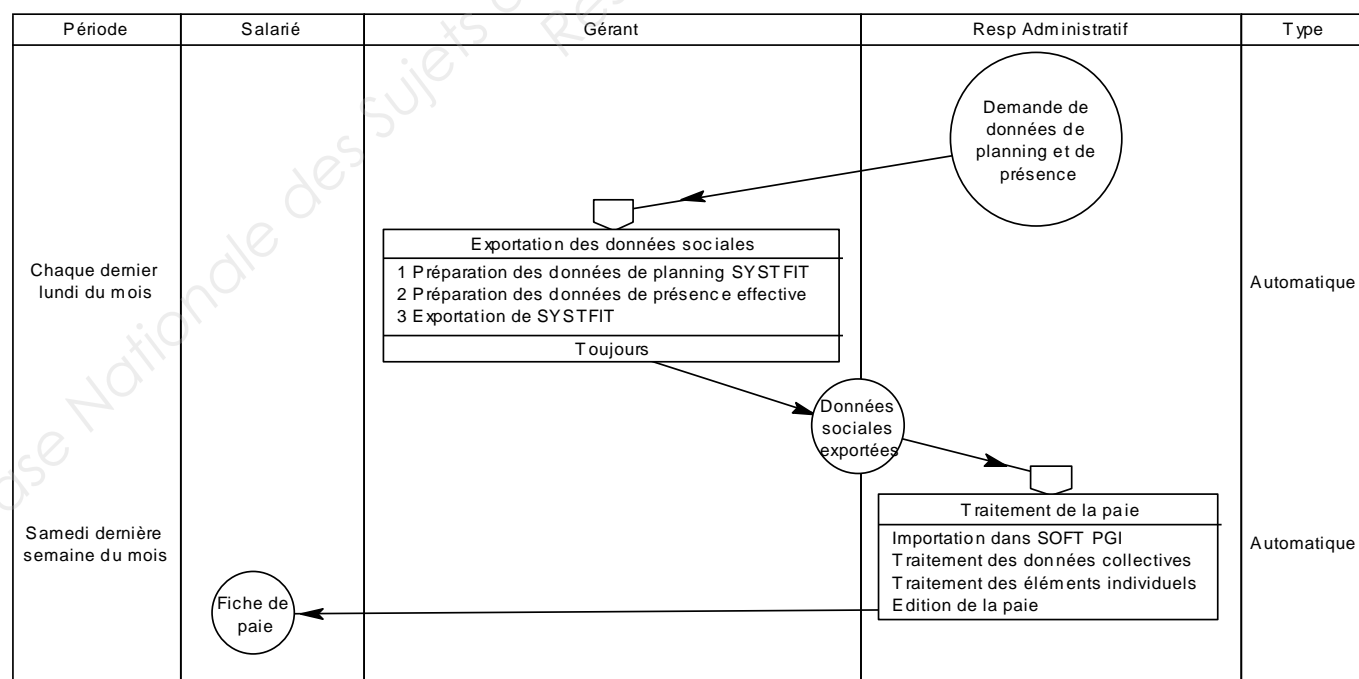 Période
Salarié
Gérant
Resp Administratif
Type
Demande de
données de
planning et de
présence
Exportation des données sociales
1 Préparation des données de planning SYSTFIT
2 Préparation des données de présence effective
3 Exportation de SYSTFIT
Toujours
Chaque dernier
lundi du mois
Automatique
Données
sociales
exportées
Traitement de la paie
Importation dans SOFT PGI
Traitement des données collectives
Traitement des éléments individuels
Edition de la paie
Samedi dernière
semaine du mois
Automatique
Fiche de
paie
Nationale des Sujets